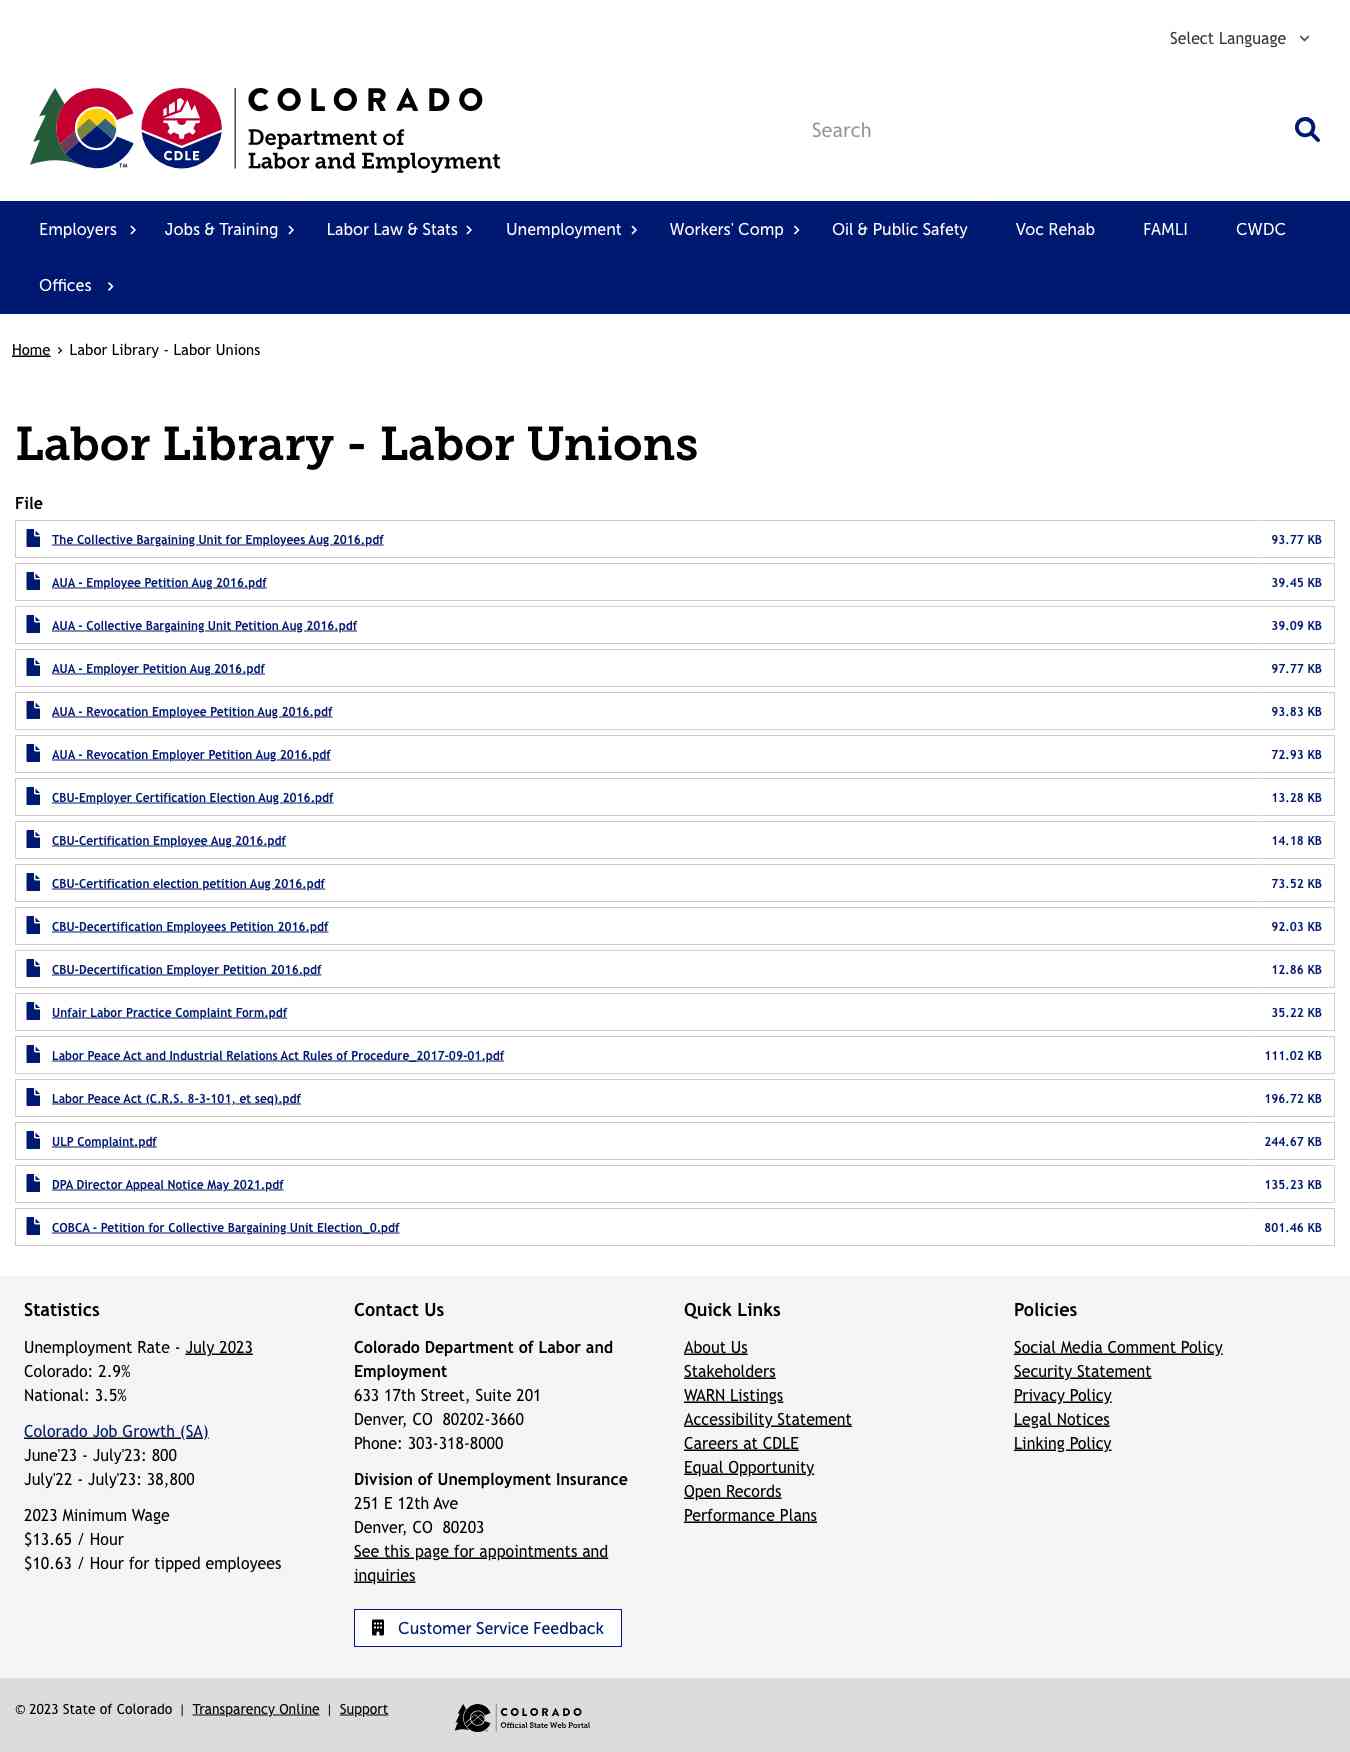 Select Language
COLORADO
Department of
Labor and Employment
CDLE
TM
Search
Employers
Jobs & Training
Labor Law & Stats
Unemployment
Workers' Comp
Oil & Public Safety
Voc Rehab
FAMLI
CWDC
Offices
Home › Labor Library - Labor Unions
Labor Library - Labor Unions
File
The Collective Bargaining Unit for Employees Aug 2016.pdf 93.77 KB
AUA - Employee Petition Aug 2016.pdf 39.45 KB
AUA - Collective Bargaining Unit Petition Aug 2016.pdf 39.09 KB
AUA - Employer Petition Aug 2016.pdf 97.77 KB
AUA - Revocation Employee Petition Aug 2016.pdf 93.83 KB
AUA - Revocation Employer Petition Aug 2016.pdf 72.93 KB
CBU-Employer Certification Election Aug 2016.pdf 13.28 KB
CBU-Certification Employee Aug 2016.pdf 14.18 KB
CBU-Certification election petition Aug 2016.pdf 73.52 KB
CBU-Decertification Employees Petition 2016.pdf 92.03 KB
CBU-Decertification Employer Petition 2016.pdf 12.86 KB
Unfair Labor Practice Complaint Form.pdf 35.22 KB
Labor Peace Act and Industrial Relations Act Rules of Procedure_2017-09-01.pdf 111.02 KB
Labor Peace Act (C.R.S. 8-3-101, et seq).pdf 196.72 KB
ULP Complaint.pdf 244.67 KB
DPA Director Appeal Notice May 2021.pdf 135.23 KB
COBCA - Petition for Collective Bargaining Unit Election_0.pdf 801.46 KB
Statistics
Unemployment Rate - July 2023
Colorado: 2.9%
National: 3.5%
Colorado Job Growth (SA)
June'23 - July'23: 800
July'22 - July'23: 38,800
2023 Minimum Wage
$13.65 / Hour
$10.63 / Hour for tipped employees
Contact Us
Colorado Department of Labor and
Employment
633 17th Street, Suite 201
Denver, CO 80202-3660
Phone: 303-318-8000
Division of Unemployment Insurance
251 E 12th Ave
Denver, CO 80203
See this page for appointments and
inquiries
Customer Service Feedback
Quick Links
About Us
Stakeholders
WARN Listings
Accessibility Statement
Careers at CDLE
Equal Opportunity
Open Records
Performance Plans
Policies
Social Media Comment Policy
Security Statement
Privacy Policy
Legal Notices
Linking Policy
© 2023 State of Colorado | Transparency Online | Support
COLORADO
Official State Web Portal